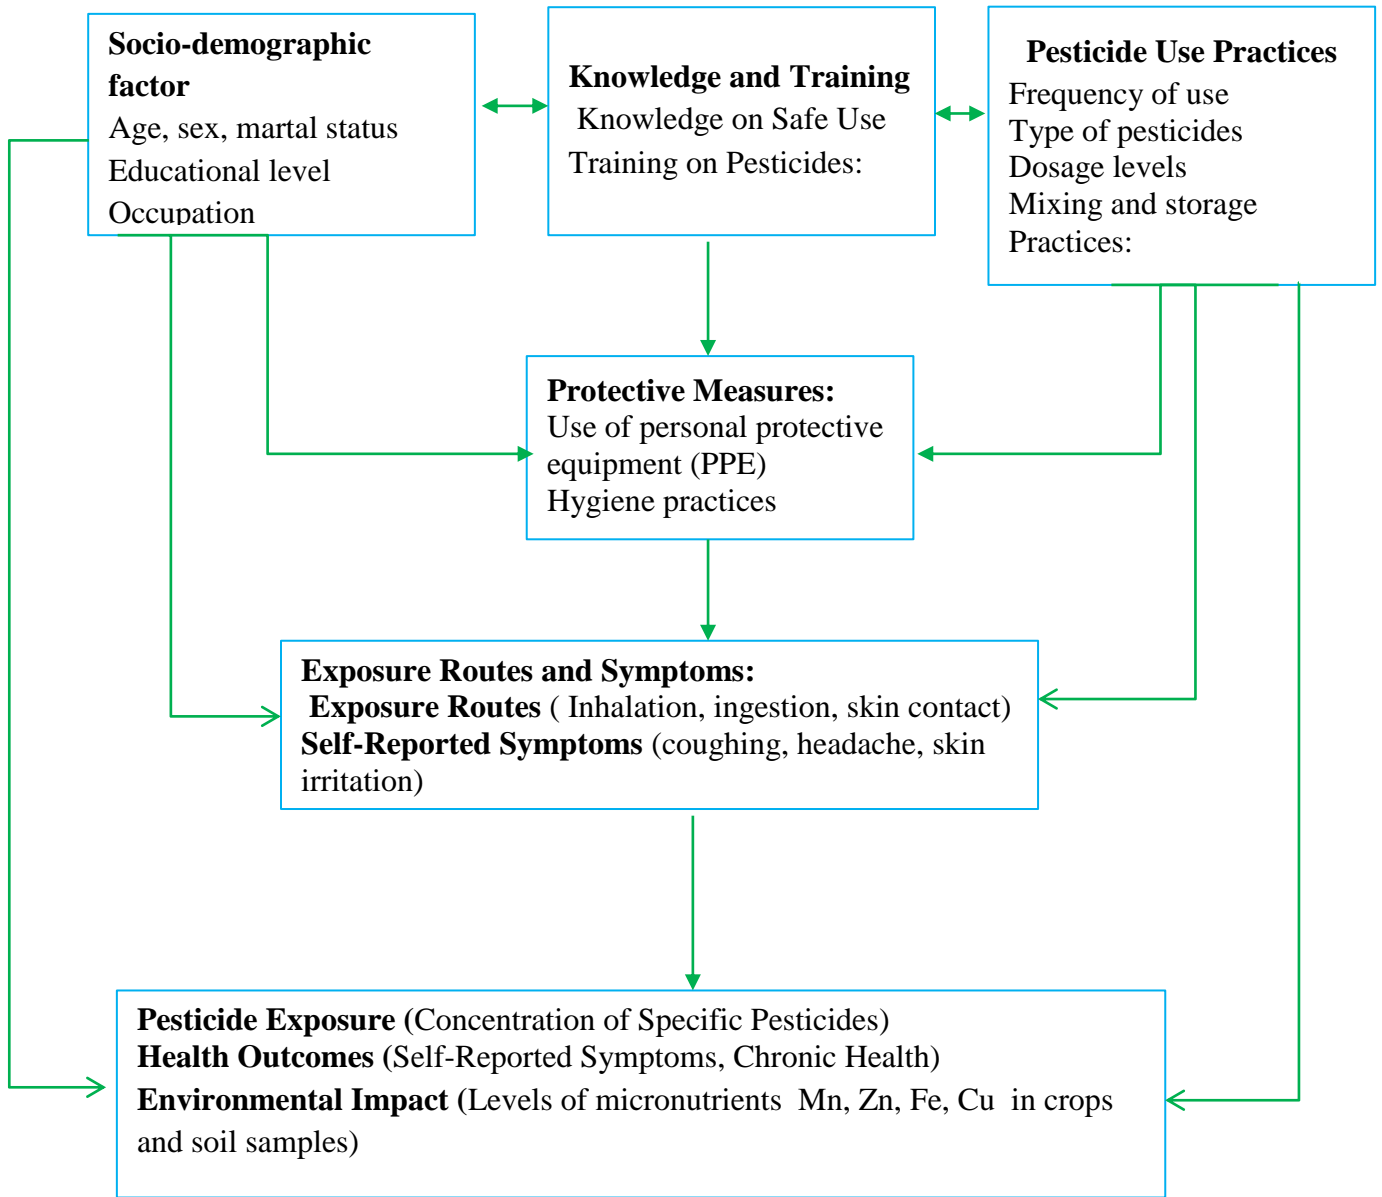 Socio-demographic
factor
Age, sex, martal status
Educational level
Occupation
Knowledge and Training
Knowledge on Safe Use
Training on Pesticides:
Pesticide Use Practices
Frequency of use
Type of pesticides
Dosage levels
Mixing and storage
Practices:
Protective Measures:
Use of personal protective
equipment (PPE)
Hygiene practices
Exposure Routes and Symptoms:
Exposure Routes ( Inhalation, ingestion, skin contact)
Self-Reported Symptoms (coughing, headache, skin
irritation)
Pesticide Exposure (Concentration of Specific Pesticides)
Health Outcomes (Self-Reported Symptoms, Chronic Health)
Environmental Impact (Levels of micronutrients Mn, Zn, Fe, Cu in crops
and soil samples)